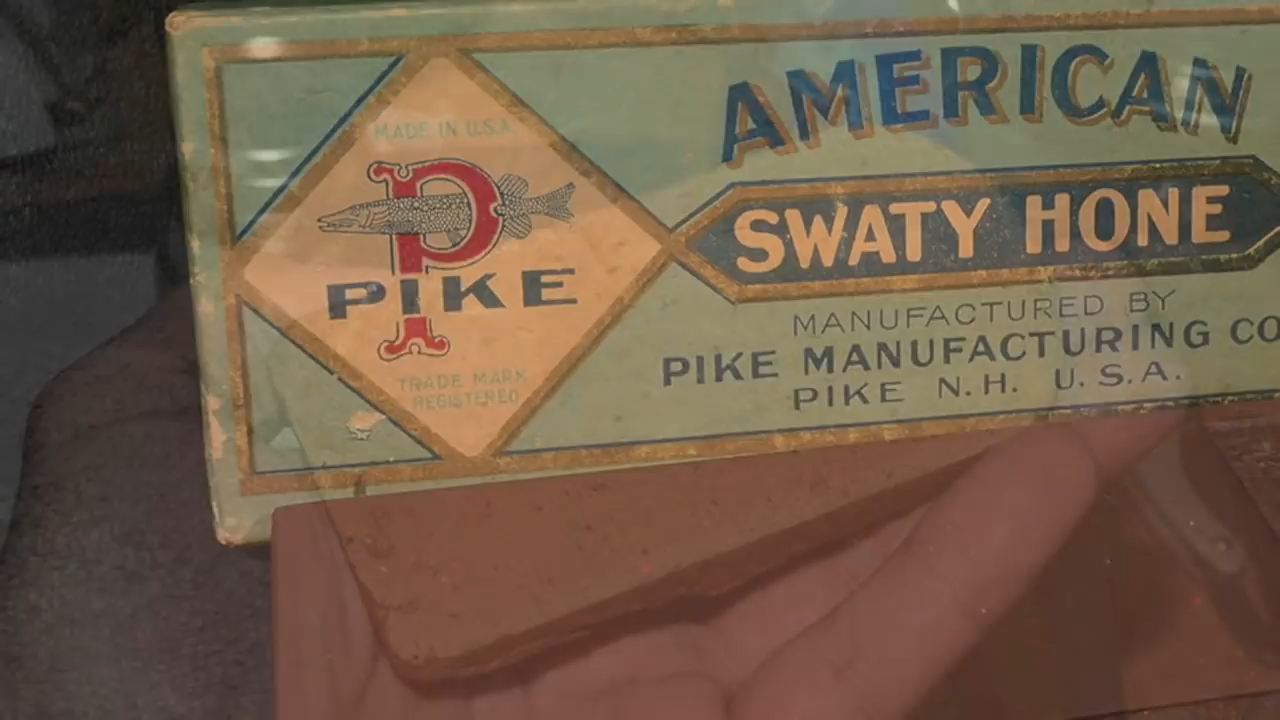 MADE IN U.S.A.
P
PIKE
TRADE MARK
REGISTERED
AMERICAN
SWATY HONE
MANUFACTURED BY
PIKE MANUFACTURING CO
PIKE N.H. U.S.A.